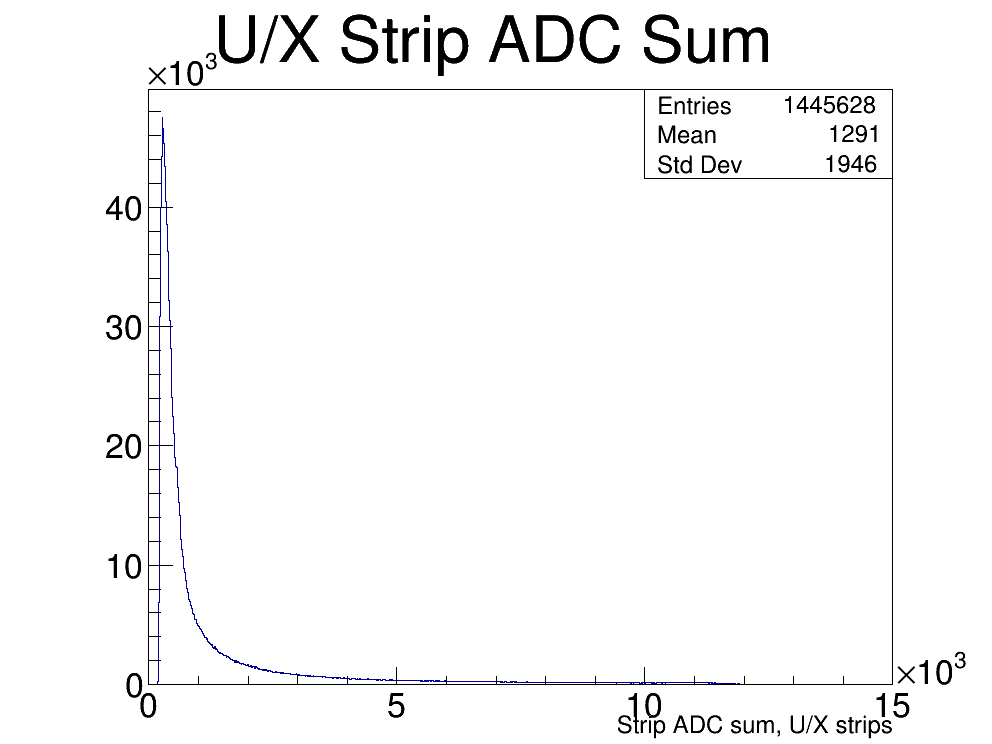 U/X Strip ADC Sum
×10³
Entries 1445628
Mean 1291
Std Dev 1946
40
30
20
10
0
0 5 10 15
×10³
Strip ADC sum, U/X strips